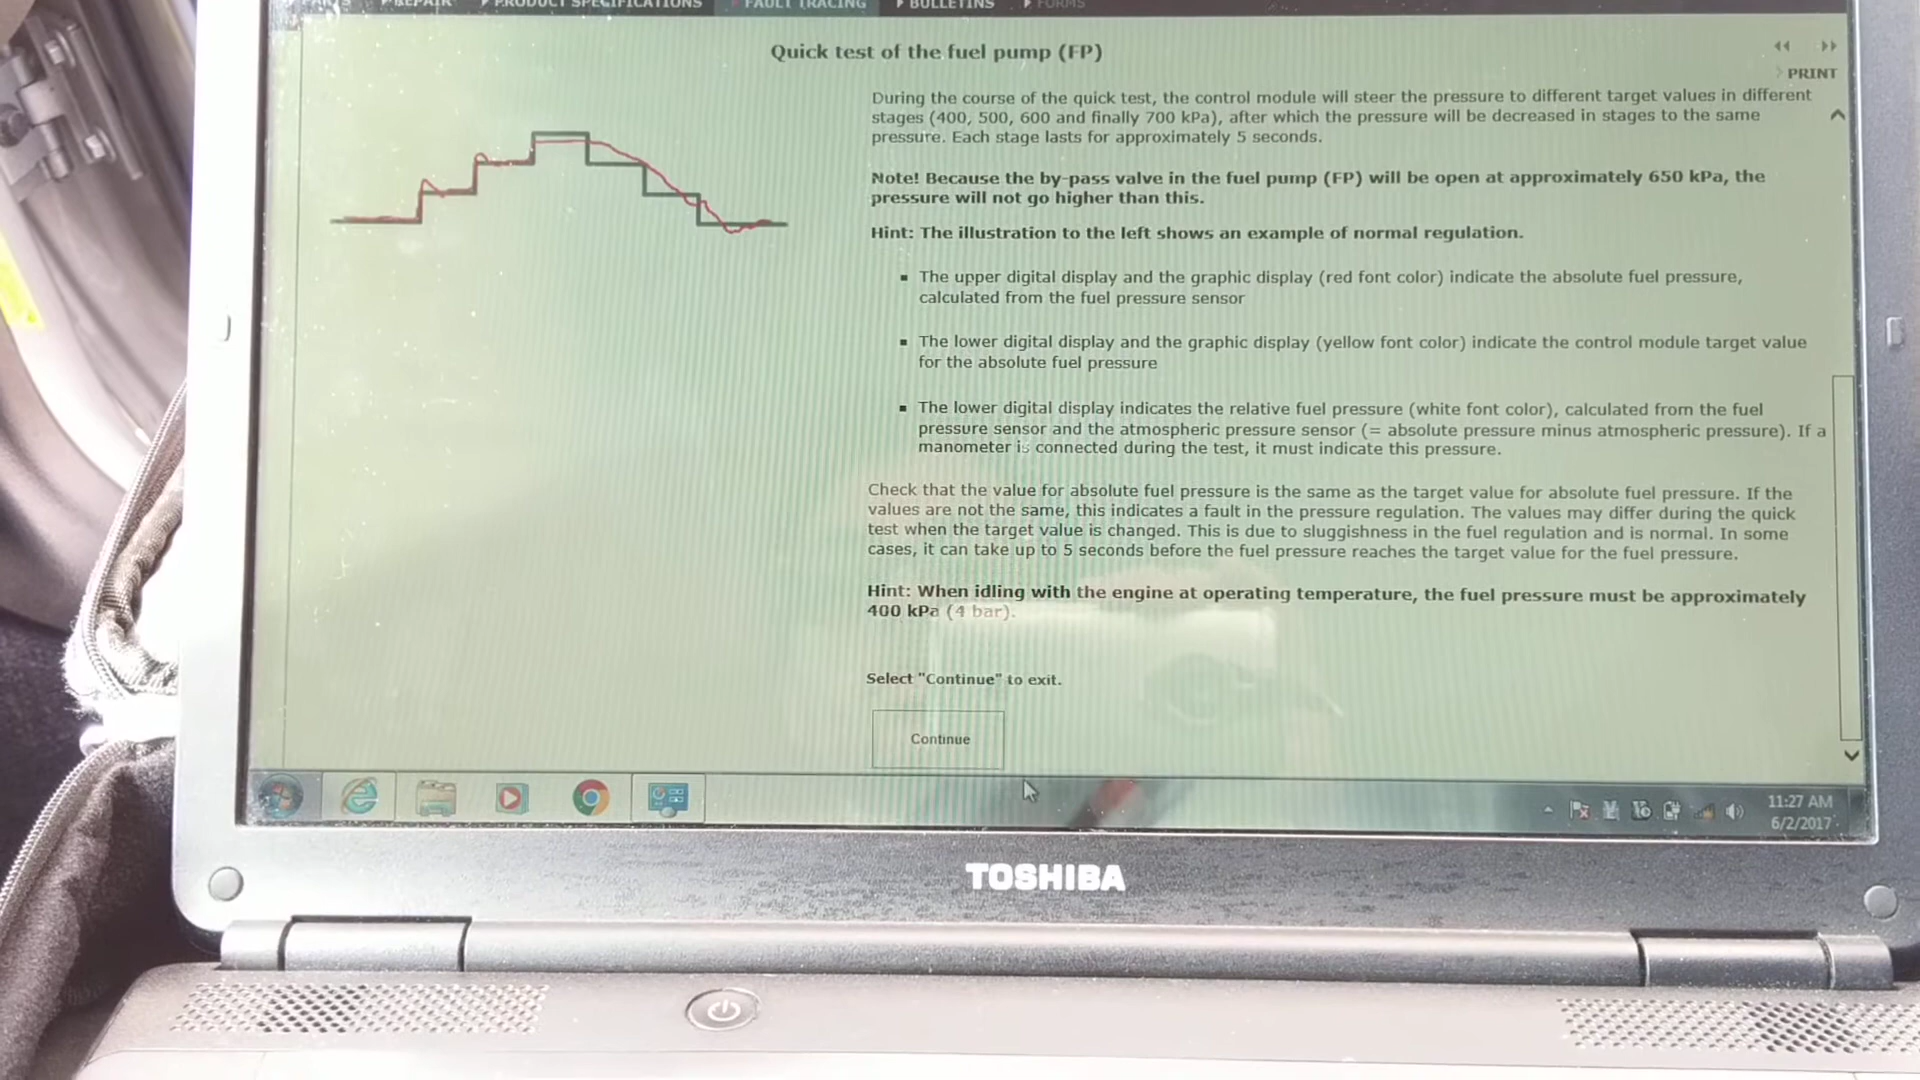 REPAIR PRODUCT SPECIFICATIONS FAULT TRACING BULLETINS FORMS
Quick test of the fuel pump (FP)
PRINT
During the course of the quick test, the control module will steer the pressure to different target values in different
stages (400, 500, 600 and finally 700 kPa), after which the pressure will be decreased in stages to the same
pressure. Each stage lasts for approximately 5 seconds.
Note! Because the by-pass valve in the fuel pump (FP) will be open at approximately 650 kPa, the
pressure will not go higher than this.
Hint: The illustration to the left shows an example of normal regulation.
The upper digital display and the graphic display (red font color) indicate the absolute fuel pressure,
calculated from the fuel pressure sensor
The lower digital display and the graphic display (yellow font color) indicate the control module target value
for the absolute fuel pressure
The lower digital display indicates the relative fuel pressure (white font color), calculated from the fuel
pressure sensor and the atmospheric pressure sensor (= absolute pressure minus atmospheric pressure). If a
manometer is connected during the test, it must indicate this pressure.
Check that the value for absolute fuel pressure is the same as the target value for absolute fuel pressure. If the
values are not the same, this indicates a fault in the pressure regulation. The values may differ during the quick
test when the target value is changed. This is due to sluggishness in the fuel regulation and is normal. In some
cases, it can take up to 5 seconds before the fuel pressure reaches the target value for the fuel pressure.
Hint: When idling with the engine at operating temperature, the fuel pressure must be approximately
400 kPa (4 bar).
Select "Continue" to exit.
Continue
11:27 AM
6/2/2017
TOSHIBA